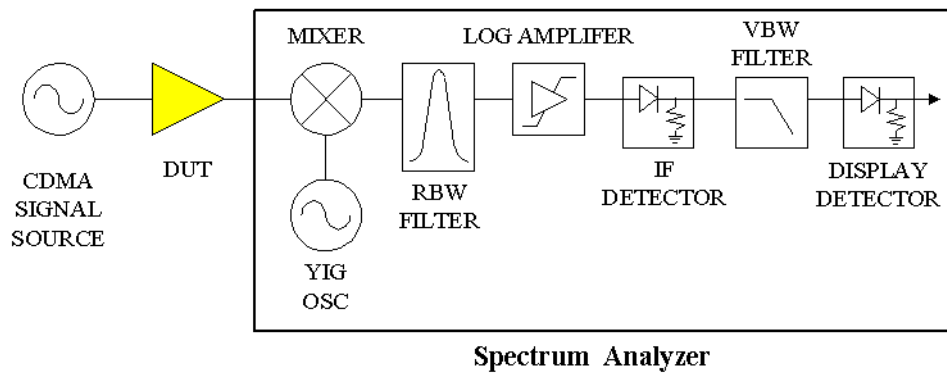 MIXER
LOG AMPLIFER
VBW
FILTER
CDMA
SIGNAL
SOURCE
DUT
YIG
OSC
RBW
FILTER
IF
DETECTOR
DISPLAY
DETECTOR
Spectrum Analyzer